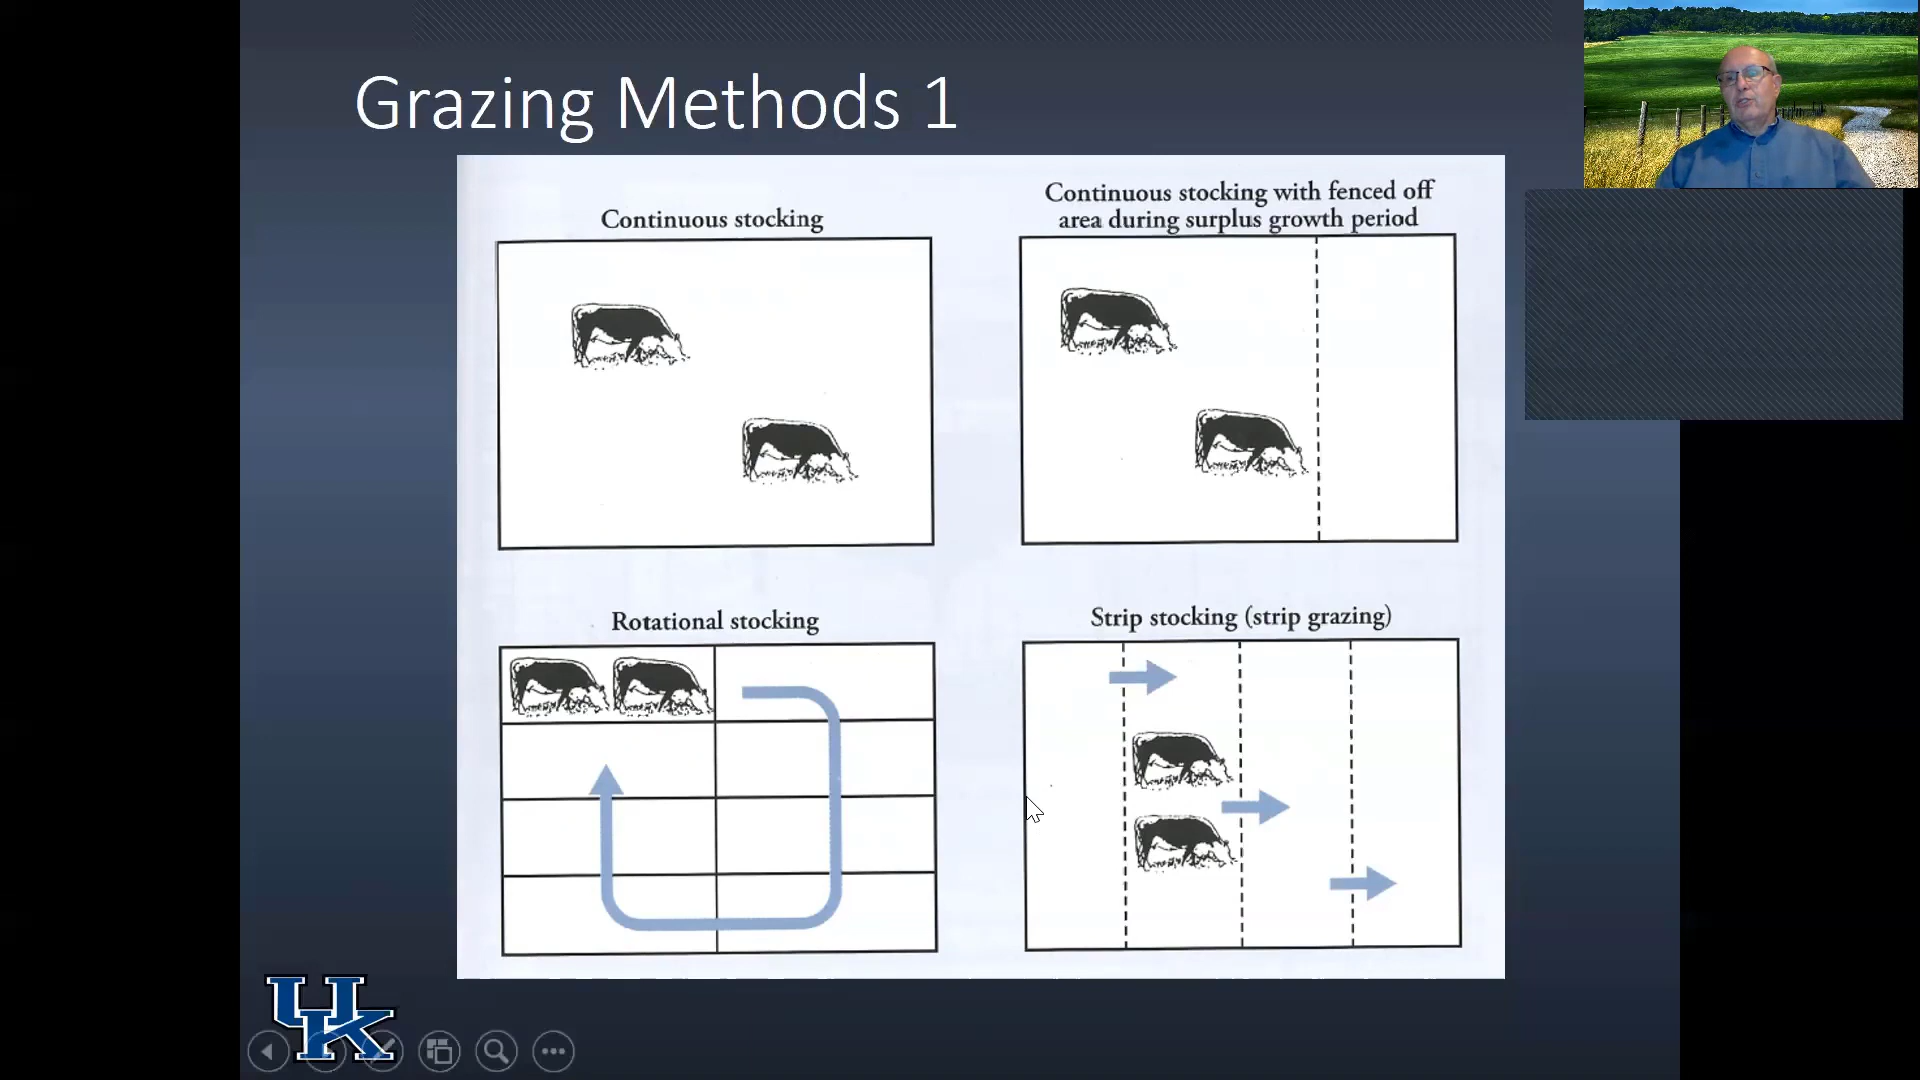 Grazing Methods 1
Continuous stocking
Continuous stocking with fenced off
area during surplus growth period
Rotational stocking
Strip stocking (strip grazing)
UK